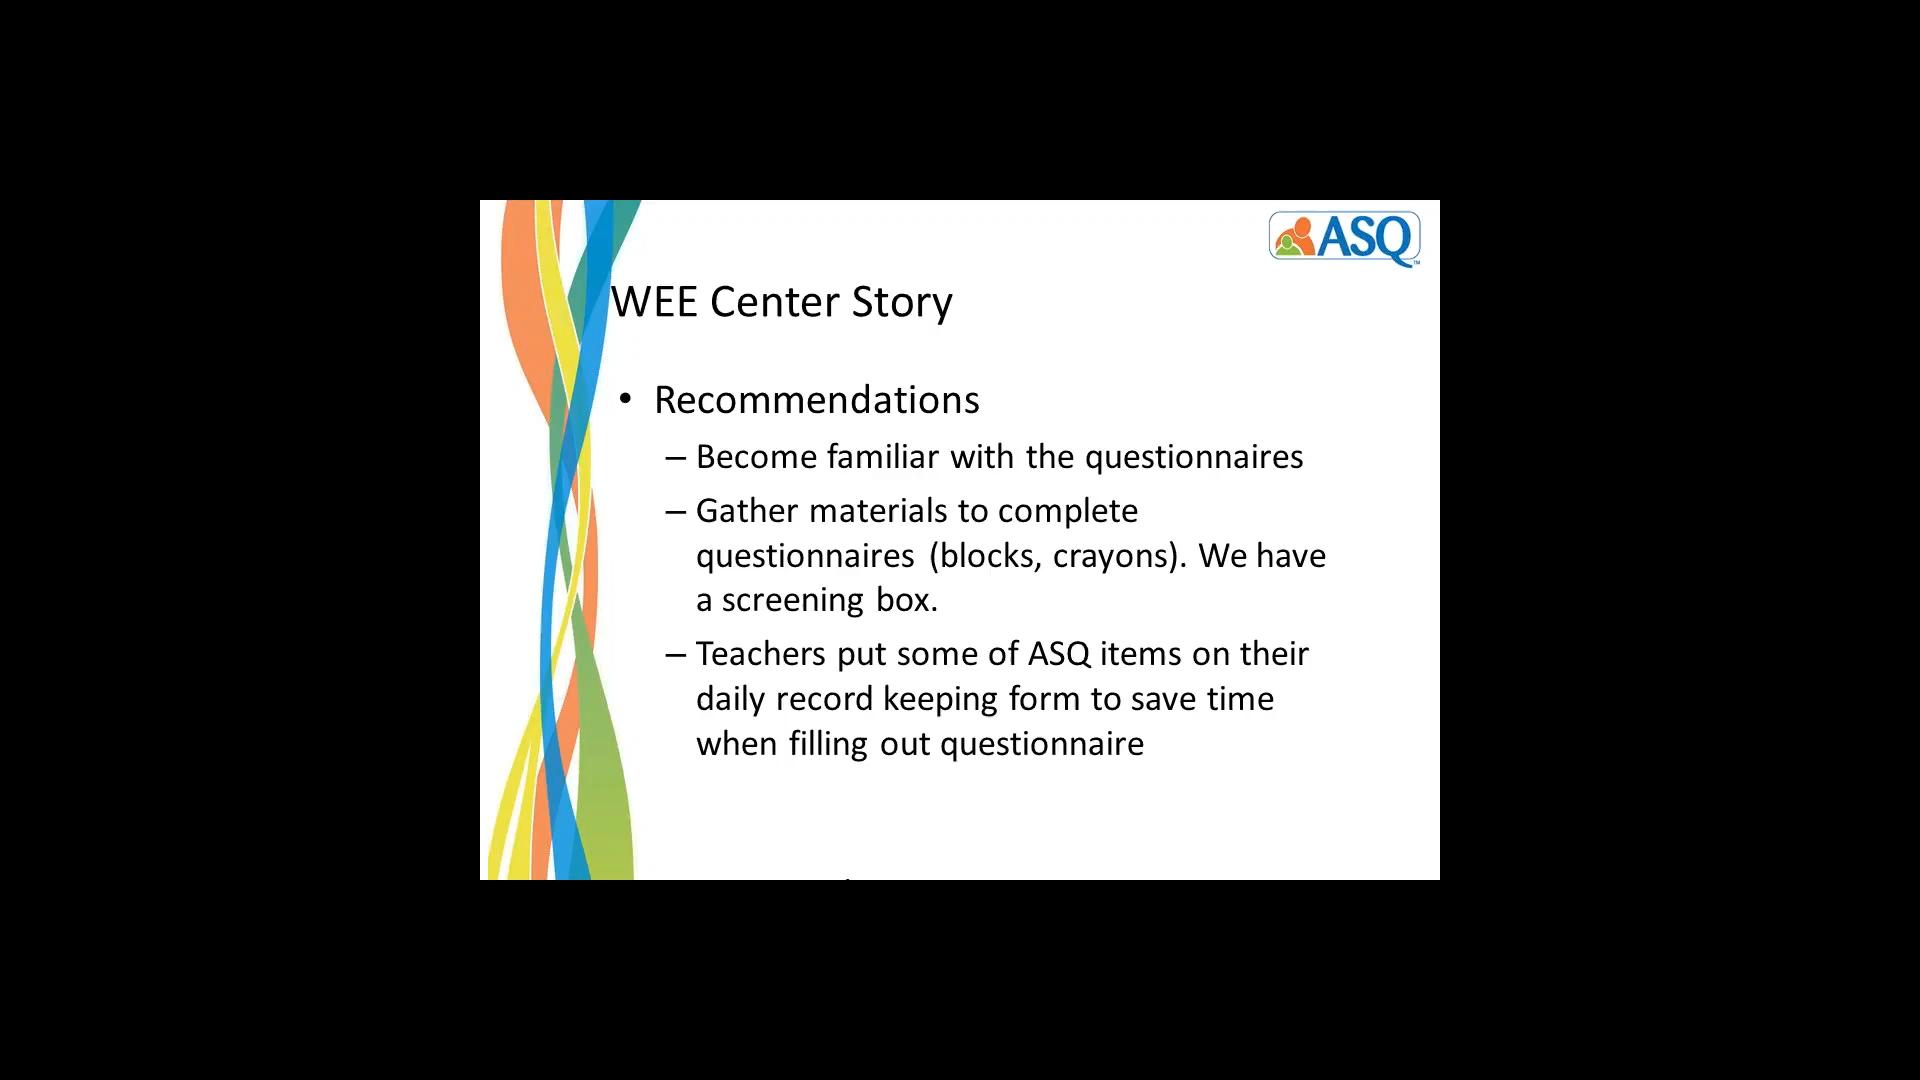 ASQ™
WEE Center Story
• Recommendations
– Become familiar with the questionnaires
– Gather materials to complete
questionnaires (blocks, crayons). We have
a screening box.
– Teachers put some of ASQ items on their
daily record keeping form to save time
when filling out questionnaire